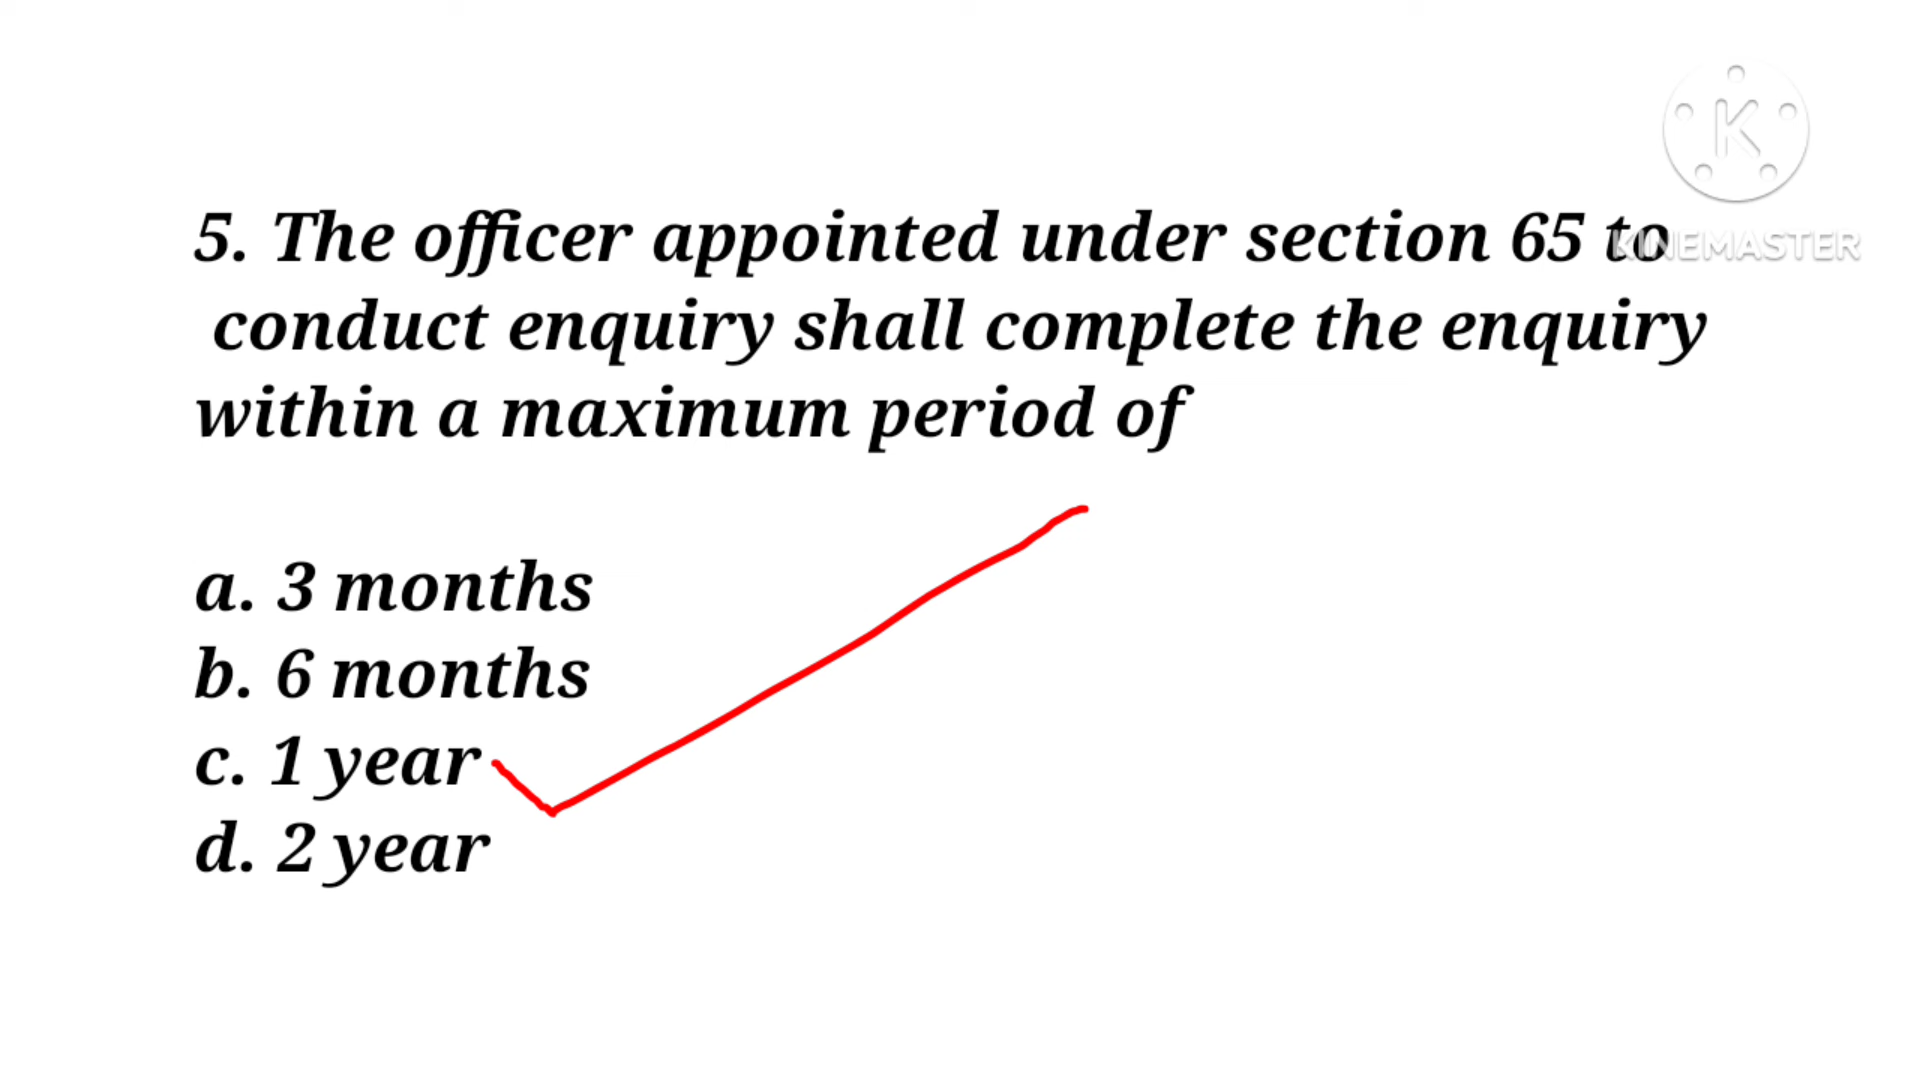 5. The officer appointed under section 65 to
conduct enquiry shall complete the enquiry
within a maximum period of
a. 3 months
b. 6 months
c. 1 year
d. 2 year
K
KINEMASTER